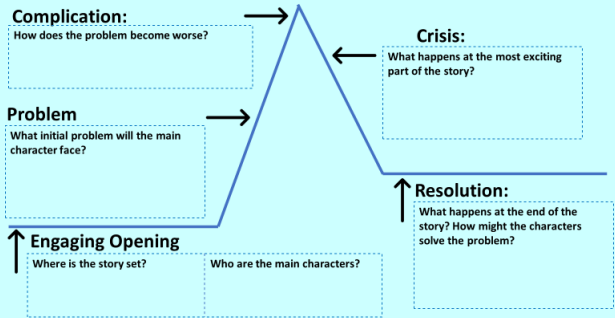 Complication:
How does the problem become worse?
Crisis:
What happens at the most exciting
part of the story?
Problem
What initial problem will the main
character face?
Resolution:
What happens at the end of the
story? How might the characters
solve the problem?
Engaging Opening
Where is the story set?
Who are the main characters?